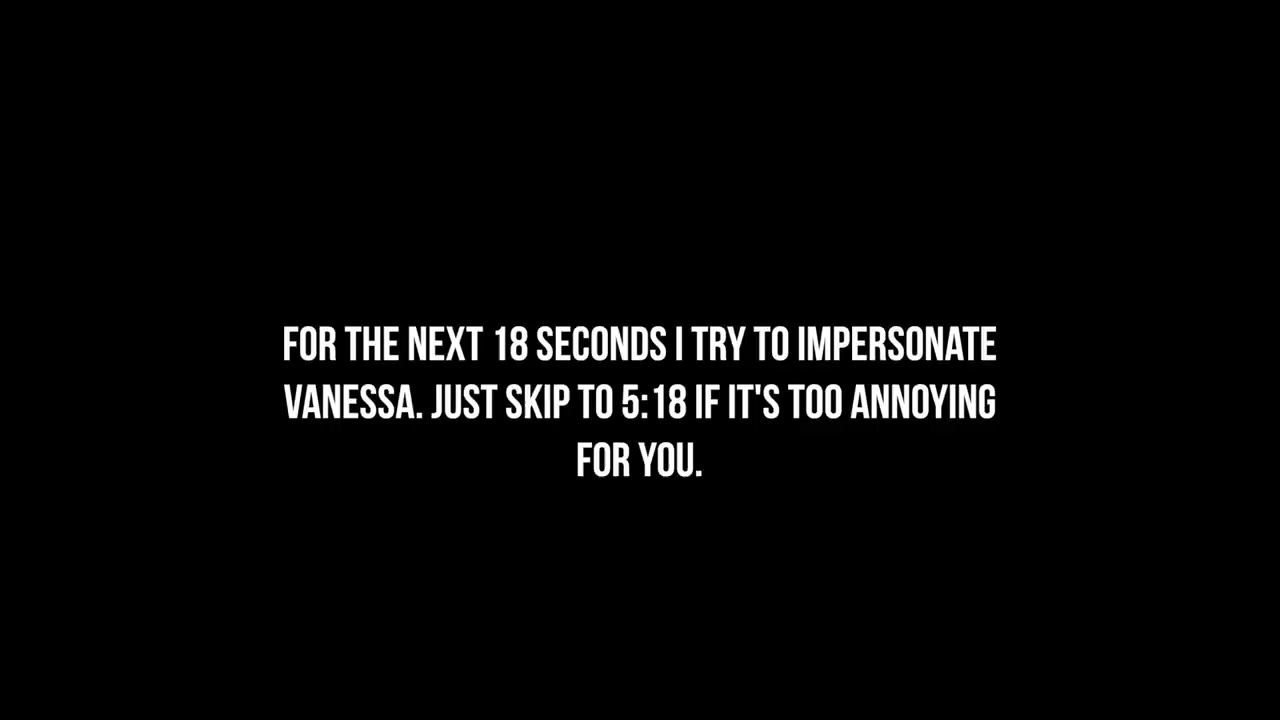 FOR THE NEXT 18 SECONDS I TRY TO IMPERSONATE
VANESSA. JUST SKIP TO 5:18 IF IT'S TOO ANNOYING
FOR YOU.